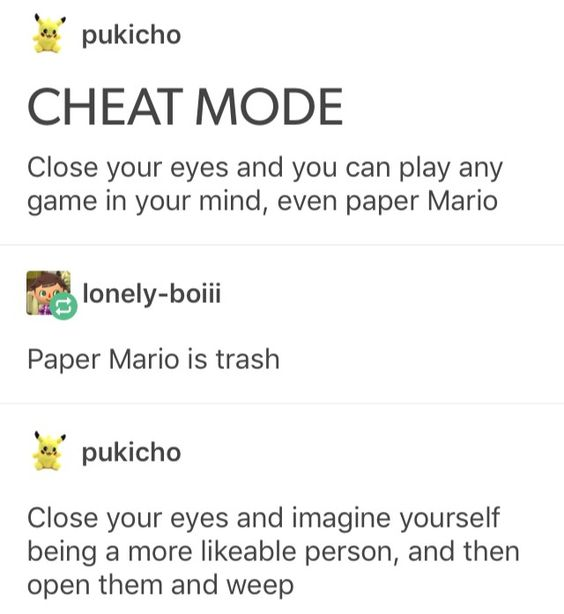 pukicho
CHEAT MODE
Close your eyes and you can play any
game in your mind, even paper Mario
lonely-boiii
Paper Mario is trash
pukicho
Close your eyes and imagine yourself
being a more likeable person, and then
open them and weep